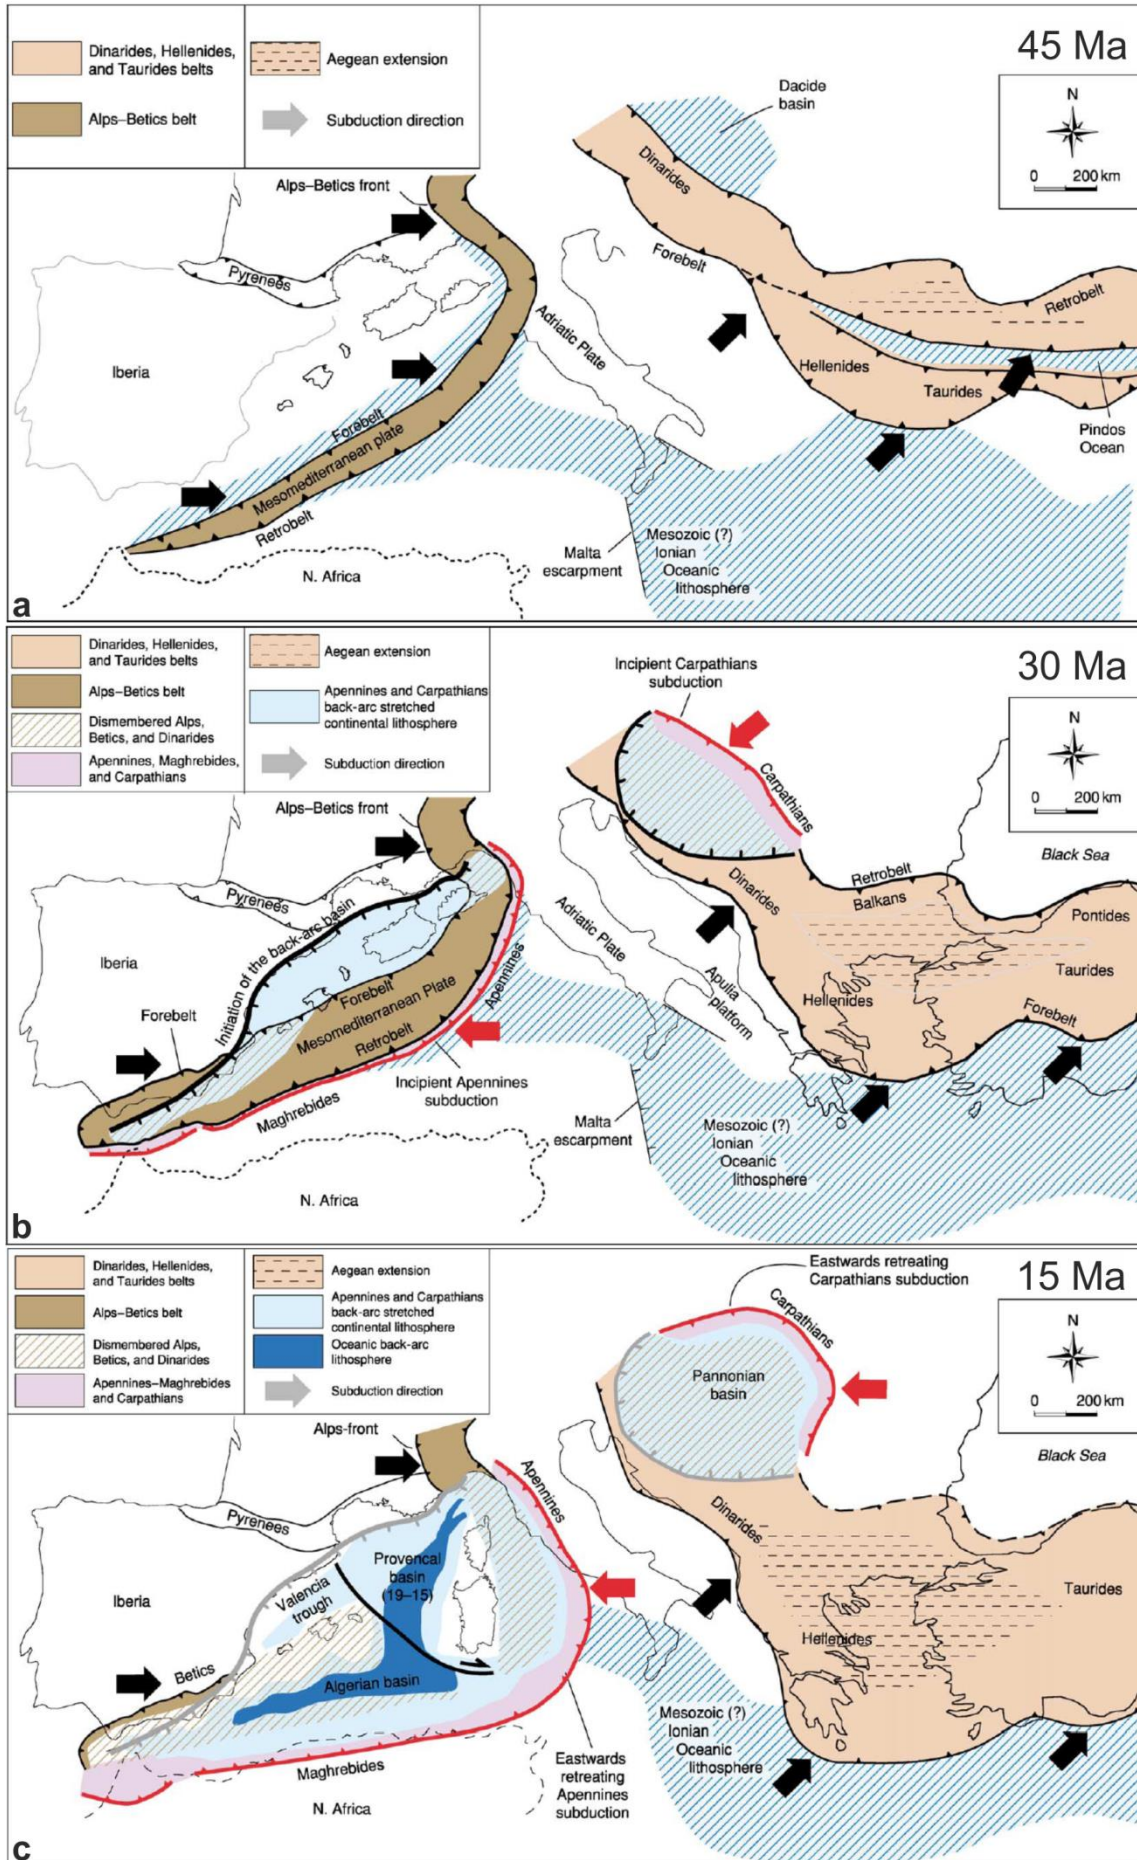 Dinarides, Hellenides,
and Taurides belts
Alps–Betics belt
Aegean extension
Subduction direction
45 Ma
N
0 200 km
Dacide
basin
Alps–Betics front
Dinarides
Pyrenees
Forebelt
Retrobelt
Adriatic Plate
Iberia
Hellenides
Taurides
Forebelt
Mesomediterranean plate
Retrobelt
Pindos
Ocean
Malta
escarpment
Mesozoic (?)
Ionian
Oceanic
lithosphere
N. Africa
a
Dinarides, Hellenides,
and Taurides belts
Alps–Betics belt
Dismembered Alps,
Betics, and Dinarides
Apennines, Maghrebides,
and Carpathians
Aegean extension
Apennines and Carpathians
back-arc stretched
continental lithosphere
Subduction direction
30 Ma
N
0 200 km
Incipient Carpathians
subduction
Carpathians
Alps–Betics front
Black Sea
Retrobelt
Balkans
Dinarides
Pontides
Pyrenees
Initiation of the back-arc basin
Adriatic Plate
Apulia
platform
Iberia
Taurides
Apennines
Forebelt
Mesomediterranean Plate
Retrobelt
Hellenides
Forebelt
Forebelt
Incipient Apennines
subduction
Maghrebides
Malta
escarpment
Mesozoic (?)
Ionian
Oceanic
lithosphere
N. Africa
b
Dinarides, Hellenides,
and Taurides belts
Alps–Betics belt
Dismembered Alps,
Betics, and Dinarides
Apennines–Maghrebides
and Carpathians
Aegean extension
Apennines and Carpathians
back-arc stretched
continental lithosphere
Oceanic back-arc
lithosphere
Subduction direction
Eastwards retreating
Carpathians subduction
15 Ma
N
0 200 km
Carpathians
Pannonian
basin
Alps-front
Black Sea
Apennines
Dinarides
Pyrenees
Provencal
basin
(19–15)
Valencia
trough
Iberia
Taurides
Hellenides
Betics
Algerian basin
Mesozoic (?)
Ionian
Oceanic
lithosphere
Maghrebides
Eastwards
retreating
Apennines
subduction
N. Africa
c